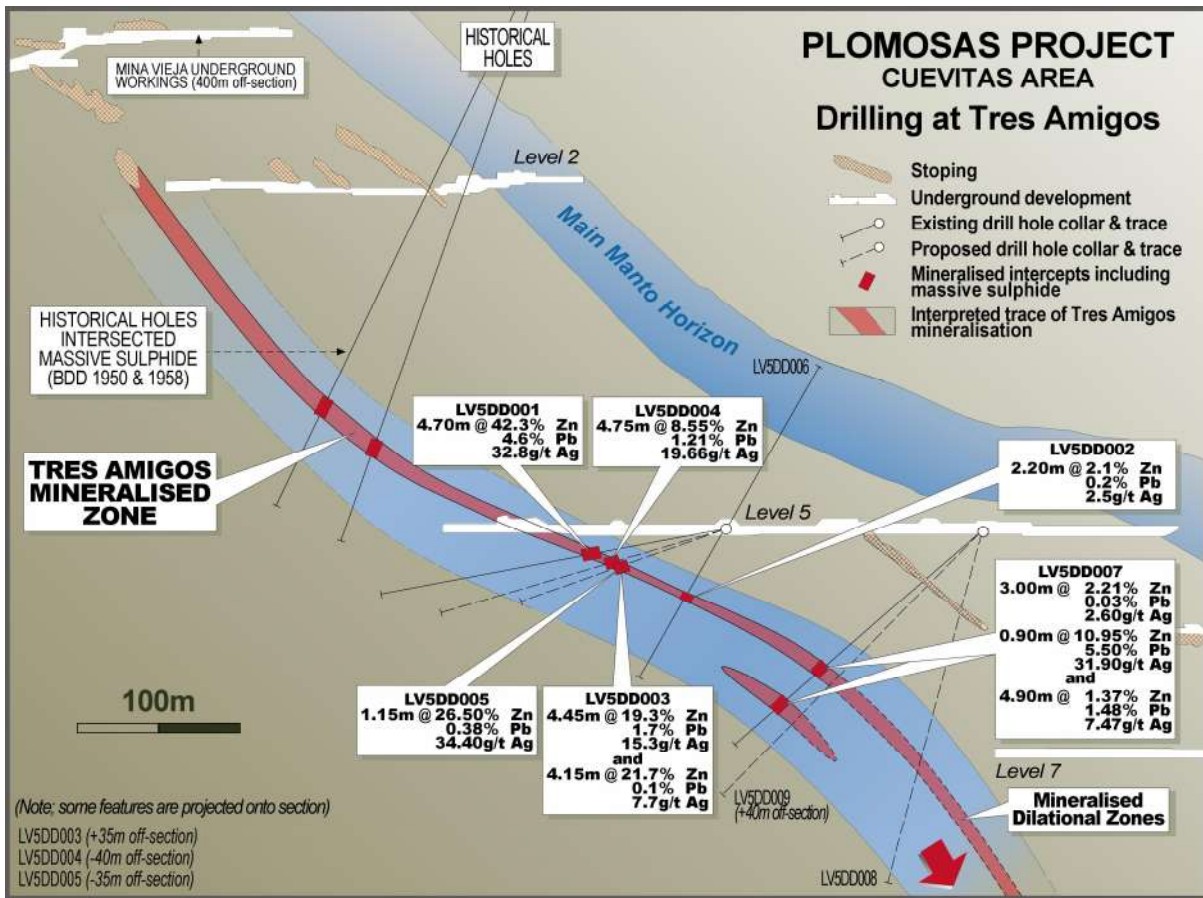 PLOMOSAS PROJECT
CUEVITAS AREA
Drilling at Tres Amigos
Stoping
Underground development
Existing drill hole collar & trace
Proposed drill hole collar & trace
Mineralised intercepts including
massive sulphide
Interpreted trace of Tres Amigos
mineralisation
HISTORICAL
HOLES
MINA VIEJA UNDERGROUND
WORKINGS (400m off-section)
Level 2
Main Manto Horizon
HISTORICAL HOLES
INTERSECTED
MASSIVE SULPHIDE
(BDD 1950 & 1958)
LV5DD006
TRES AMIGOS
MINERALISED
ZONE
LV5DD001
4.70m @ 42.3% Zn
4.6% Pb
32.8g/t Ag
LV5DD004
4.75m @ 8.55% Zn
1.21% Pb
19.66g/t Ag
LV5DD002
2.20m @ 2.1% Zn
0.2% Pb
2.5g/t Ag
Level 5
LV5DD007
3.00m @ 2.21% Zn
0.03% Pb
2.60g/t Ag
0.90m @ 10.95% Zn
5.50% Pb
31.90g/t Ag
and
4.90m @ 1.37% Zn
1.48% Pb
7.47g/t Ag
LV5DD005
1.15m @ 26.50% Zn
0.38% Pb
34.40g/t Ag
LV5DD003
4.45m @ 19.3% Zn
1.7% Pb
15.3g/t Ag
and
4.15m @ 21.7% Zn
0.1% Pb
7.7g/t Ag
100m
Level 7
LV5DD009
(+40m off-section)
Mineralised
Dilational Zones
LV5DD008
(Note; some features are projected onto section)
LV5DD003 (+35m off-section)
LV5DD004 (-40m off-section)
LV5DD005 (-35m off-section)